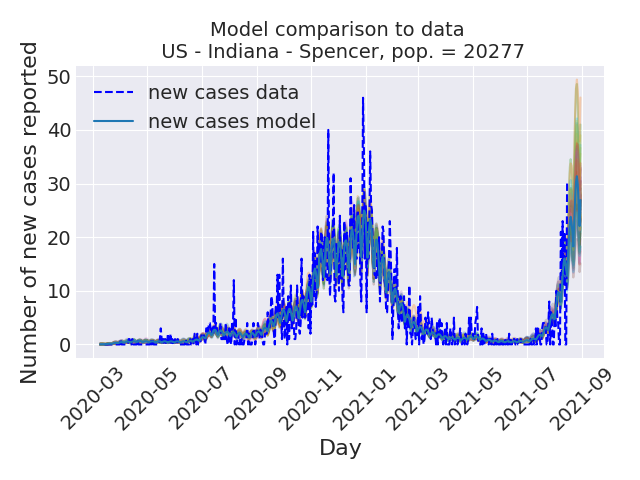 Model comparison to data
US - Indiana - Spencer, pop. = 20277
Number of new cases reported
50
40
30
20
10
0
new cases data
new cases model
2020-03
2020-05
2020-07
2020-09
2020-11
2021-01
2021-03
2021-05
2021-07
2021-09
Day